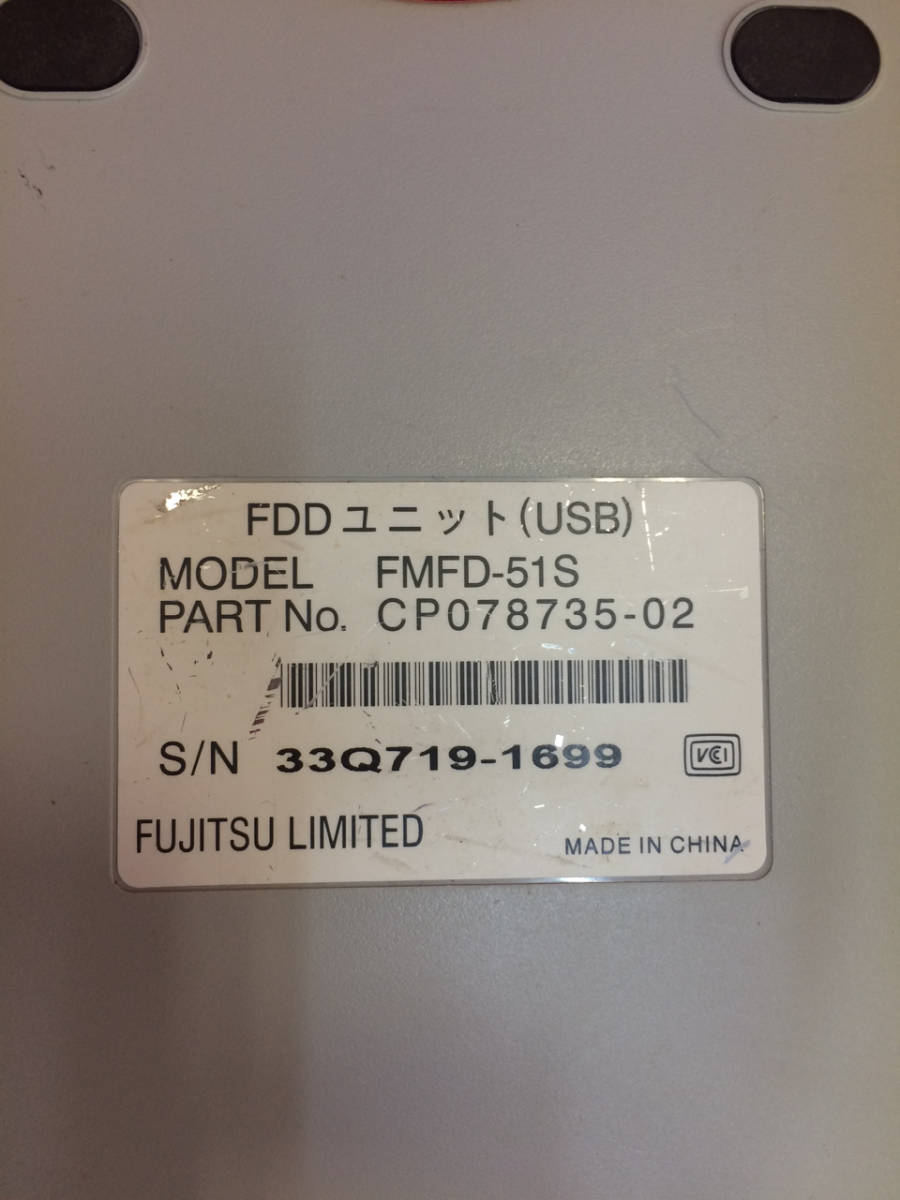 FDDユニット(USB)
MODEL FMFD-51S
PART No. CP078735-02
S/N 33Q719-1699
VCCI
FUJITSU LIMITED
MADE IN CHINA